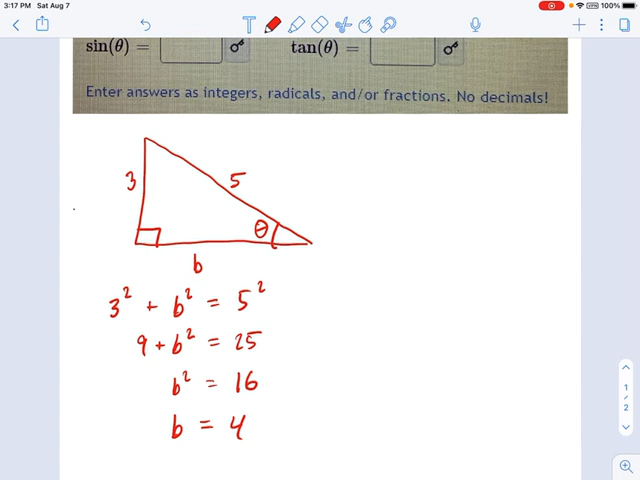 3:17 PM Sat Aug 7
100%
T
sin(θ) = tan(θ) =
Enter answers as integers, radicals, and/or fractions. No decimals!
3
5
θ
b
3² + b² = 5²
9 + b² = 25
b² = 16
b = 4
1
/
2